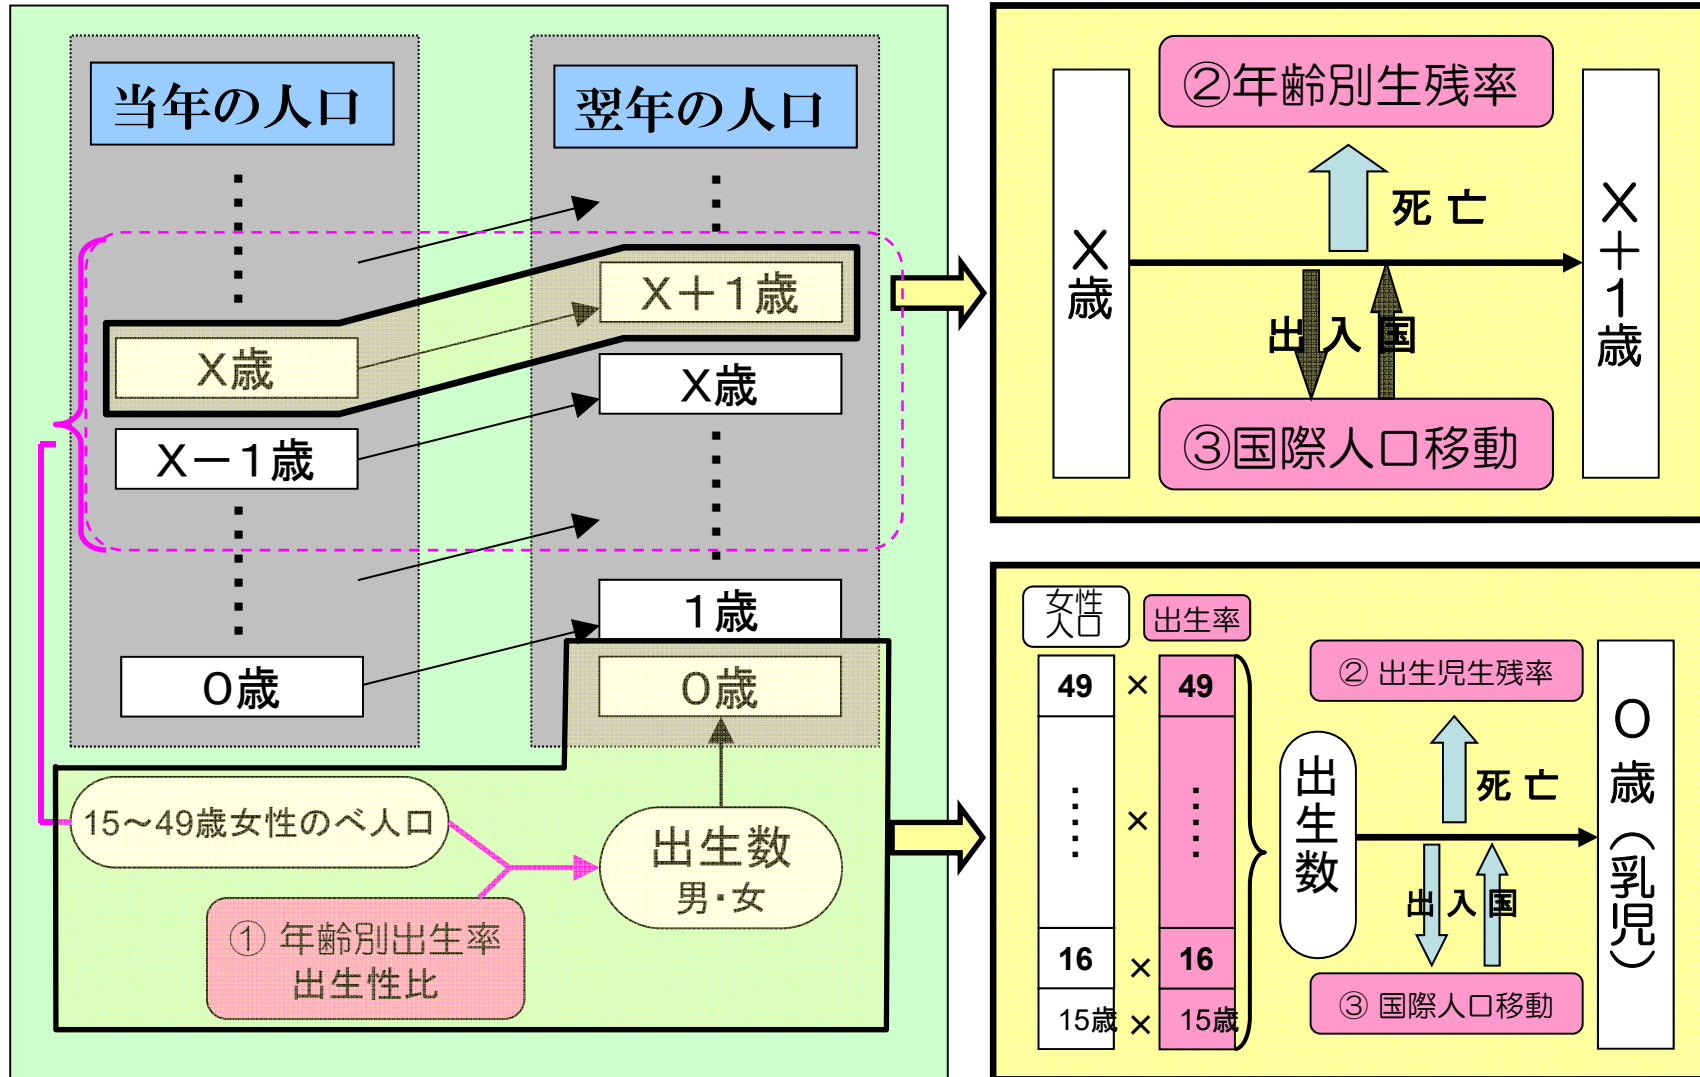 当年の人口
翌年の人口
X歳
X－1歳
0歳
X＋1歳
X歳
1歳
0歳
15～49歳女性のべ人口
① 年齢別出生率
出生性比
出生数
男・女
X歳
②年齢別生残率
死亡
出入国
③国際人口移動
X＋1歳
女性
人口
出生率
49 × 49
×
16 × 16
15歳 × 15歳
出生数
② 出生児生残率
死亡
出入国
③ 国際人口移動
0歳（乳児）